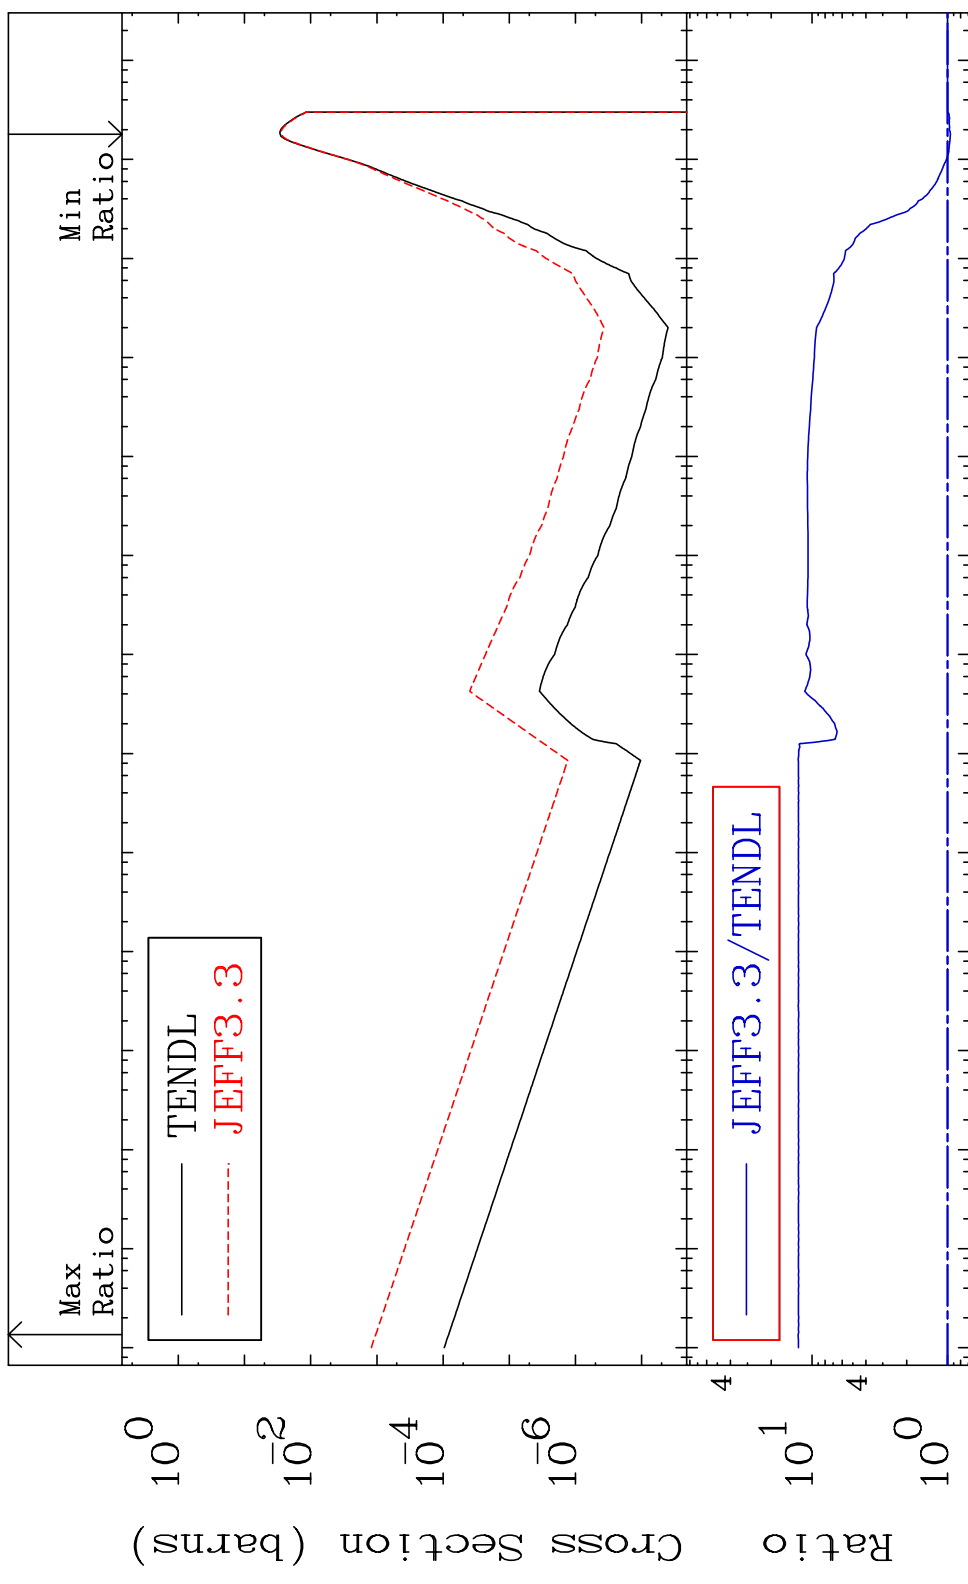 Max
Ratio
Min
Ratio
TENDL
JEFF3.3
10 0
10 -2
10 -4
10 -6
Cross Section (barns)
JEFF3.3/TENDL
4
10 1
4
10 0
Ratio